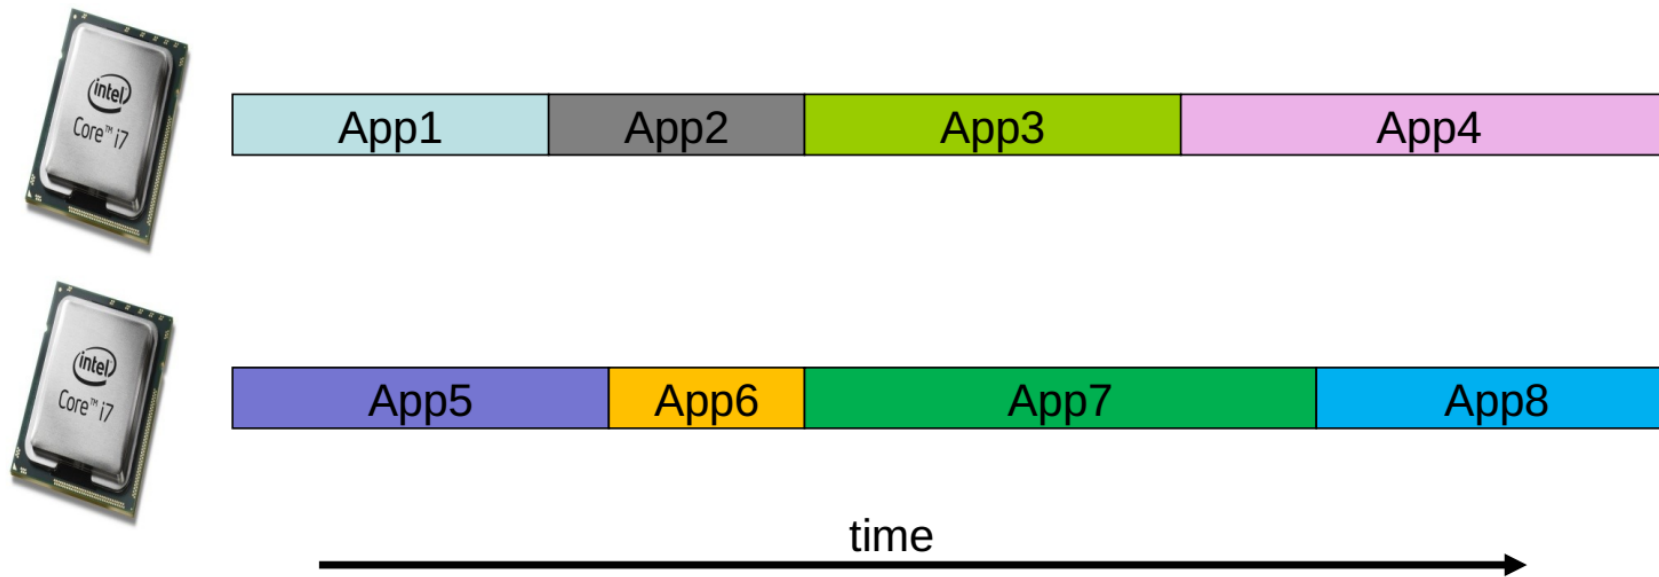 intel
Core™ i7
App1 App2 App3 App4
intel
Core™ i7
App5 App6 App7 App8
time